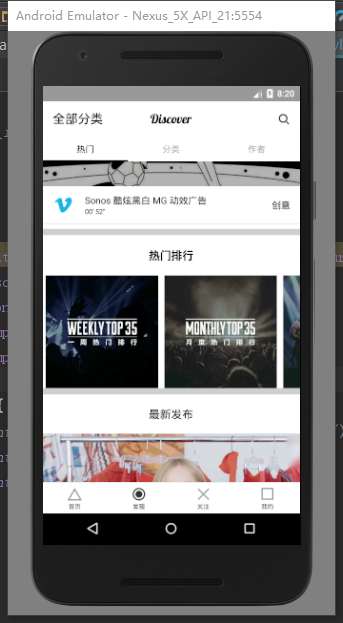 Android Emulator - Nexus_5X_API_21:5554
8:20
全部分类
Discover
热门
分类
作者
Sonos 酷炫黑白 MG 动效广告
00' 52"
创意
热门排行
WEEKLY TOP 35
一周热门排行
MONTHLY TOP 35
月度热门排行
最新发布
首页
发现
关注
我的